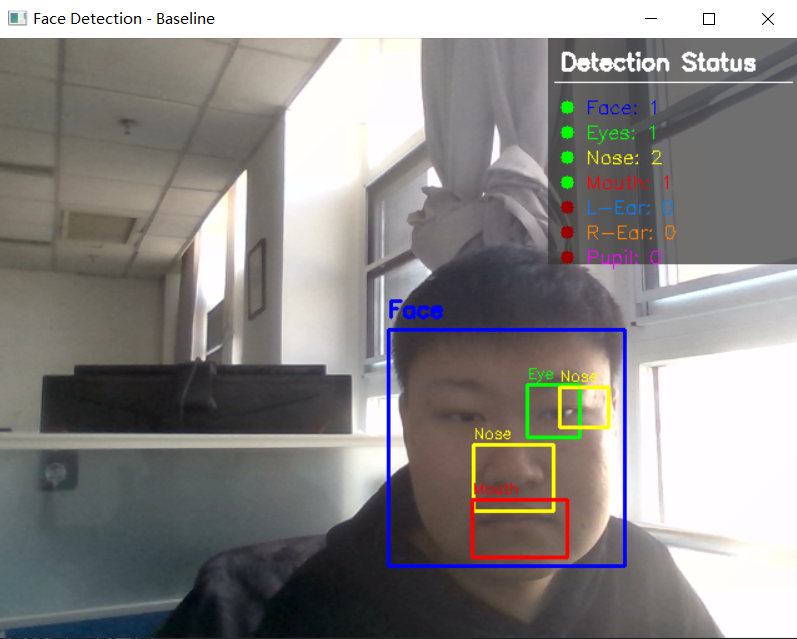 Face Detection - Baseline
Detection Status
Face: 1
Eyes: 1
Nose: 2
Mouth: 1
L-Ear: 0
R-Ear: 0
Pupil: 0
Face
Eye
Nose
Nose
Mouth